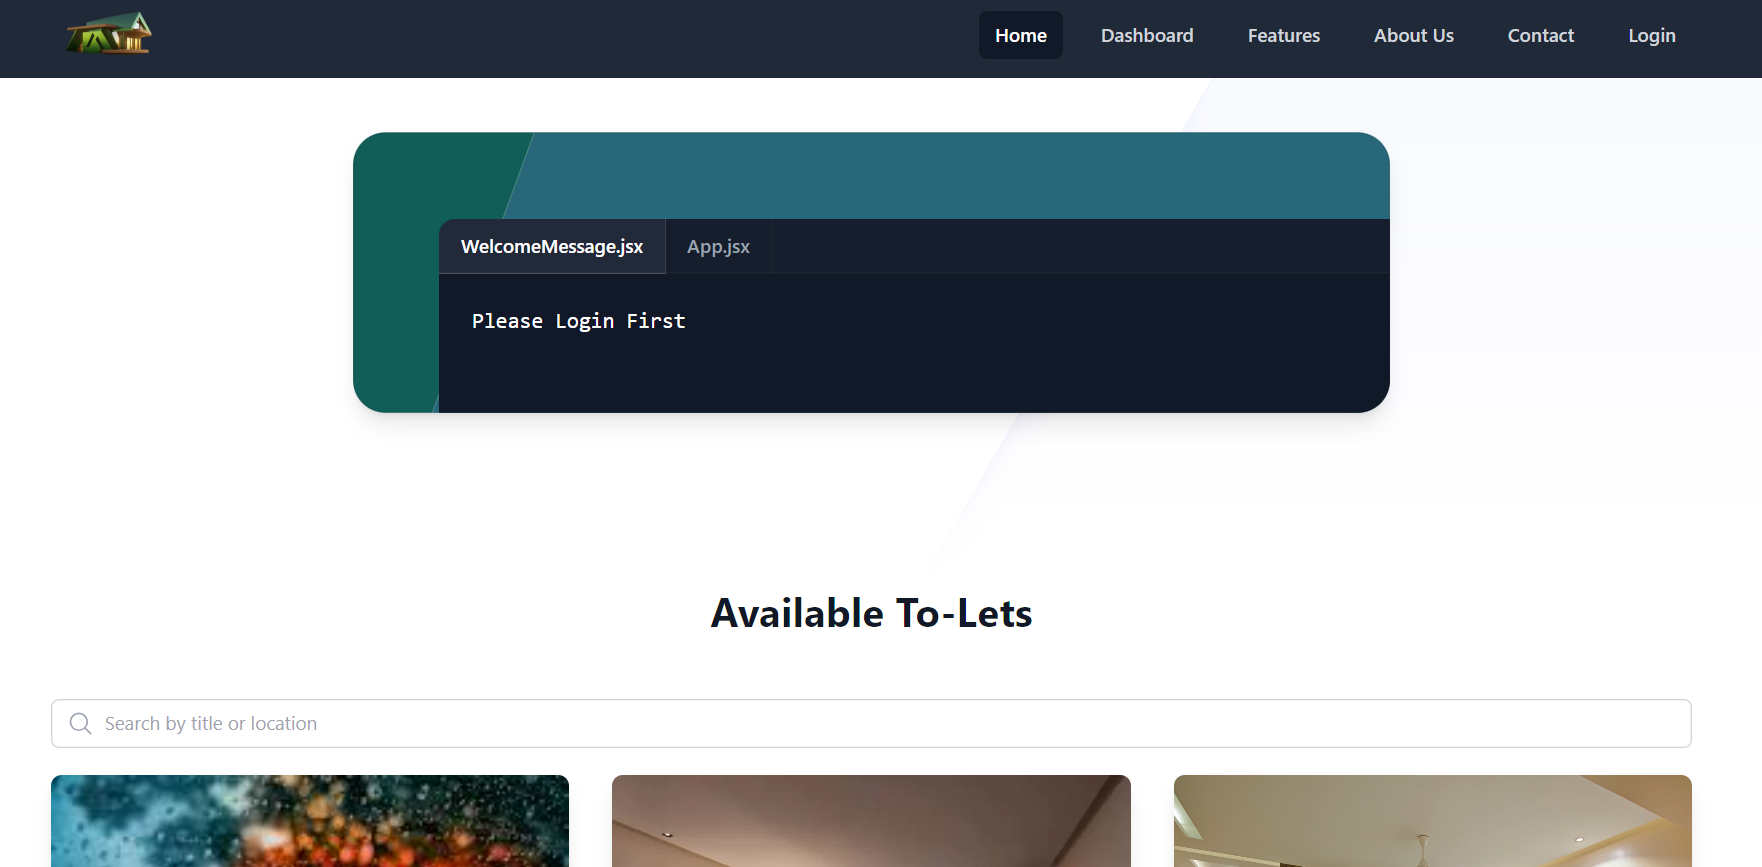 Home Dashboard Features About Us Contact Login
WelcomeMessage.jsx App.jsx
Please Login First
Available To-Lets
Search by title or location